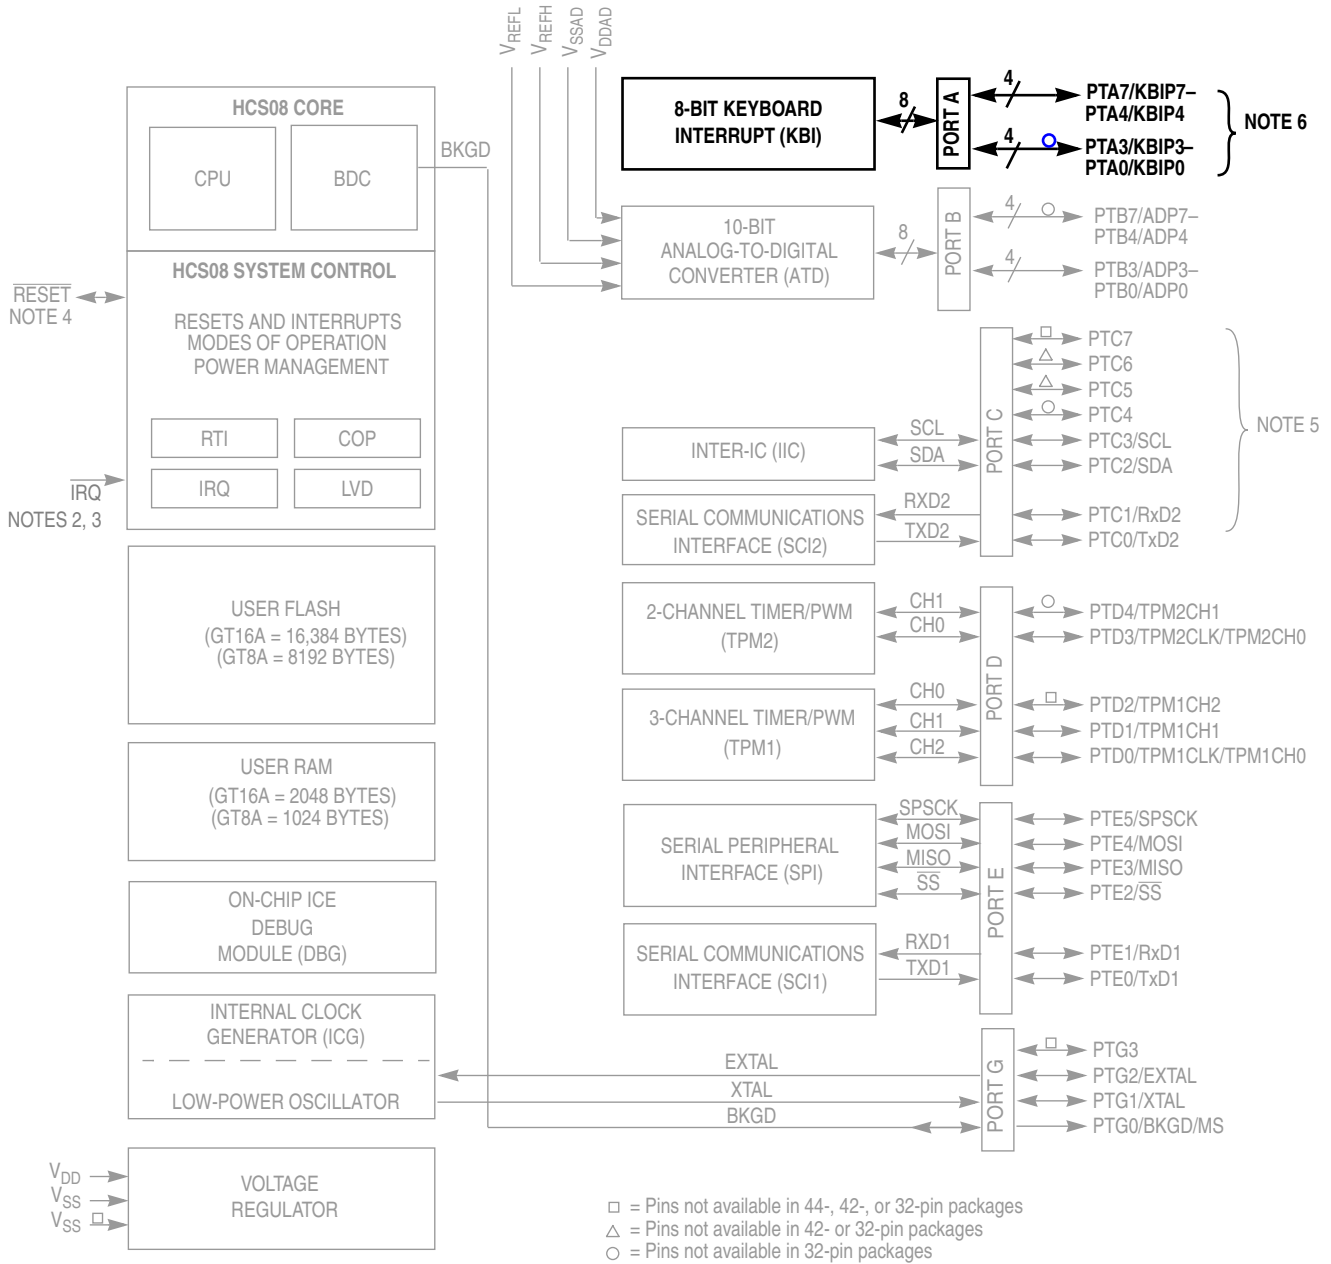 VREFL
VREFH
VSSAD
VDDAD
HCS08 CORE
CPU
BDC
BKGD
HCS08 SYSTEM CONTROL
RESET
NOTE 4
RESETS AND INTERRUPTS
MODES OF OPERATION
POWER MANAGEMENT
RTI
COP
IRQ
LVD
IRQ
NOTES 2, 3
USER FLASH
(GT16A = 16,384 BYTES)
(GT8A = 8192 BYTES)
USER RAM
(GT16A = 2048 BYTES)
(GT8A = 1024 BYTES)
ON-CHIP ICE
DEBUG
MODULE (DBG)
INTERNAL CLOCK
GENERATOR (ICG)
LOW-POWER OSCILLATOR
VDD
VSS
VSS
VOLTAGE
REGULATOR
8-BIT KEYBOARD
INTERRUPT (KBI)
8
PORT A
4
PTA7/KBIP7–
PTA4/KBIP4
4
PTA3/KBIP3–
PTA0/KBIP0
NOTE 6
10-BIT
ANALOG-TO-DIGITAL
CONVERTER (ATD)
8
PORT B
4
PTB7/ADP7–
PTB4/ADP4
4
PTB3/ADP3–
PTB0/ADP0
INTER-IC (IIC)
SCL
SDA
SERIAL COMMUNICATIONS
INTERFACE (SCI2)
RXD2
TXD2
PORT C
PTC7
PTC6
PTC5
PTC4
PTC3/SCL
PTC2/SDA
PTC1/RxD2
PTC0/TxD2
NOTE 5
2-CHANNEL TIMER/PWM
(TPM2)
CH1
CH0
3-CHANNEL TIMER/PWM
(TPM1)
CH0
CH1
CH2
PORT D
PTD4/TPM2CH1
PTD3/TPM2CLK/TPM2CH0
PTD2/TPM1CH2
PTD1/TPM1CH1
PTD0/TPM1CLK/TPM1CH0
SERIAL PERIPHERAL
INTERFACE (SPI)
SPSCK
MOSI
MISO
SS
SERIAL COMMUNICATIONS
INTERFACE (SCI1)
RXD1
TXD1
PORT E
PTE5/SPSCK
PTE4/MOSI
PTE3/MISO
PTE2/SS
PTE1/RxD1
PTE0/TxD1
EXTAL
XTAL
BKGD
PORT G
PTG3
PTG2/EXTAL
PTG1/XTAL
PTG0/BKGD/MS
= Pins not available in 44-, 42-, or 32-pin packages
= Pins not available in 42- or 32-pin packages
= Pins not available in 32-pin packages